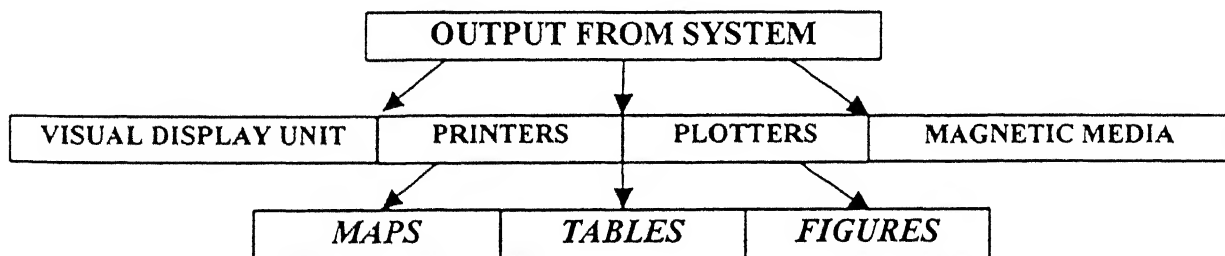 OUTPUT FROM SYSTEM
VISUAL DISPLAY UNIT PRINTERS PLOTTERS MAGNETIC MEDIA
MAPS TABLES FIGURES